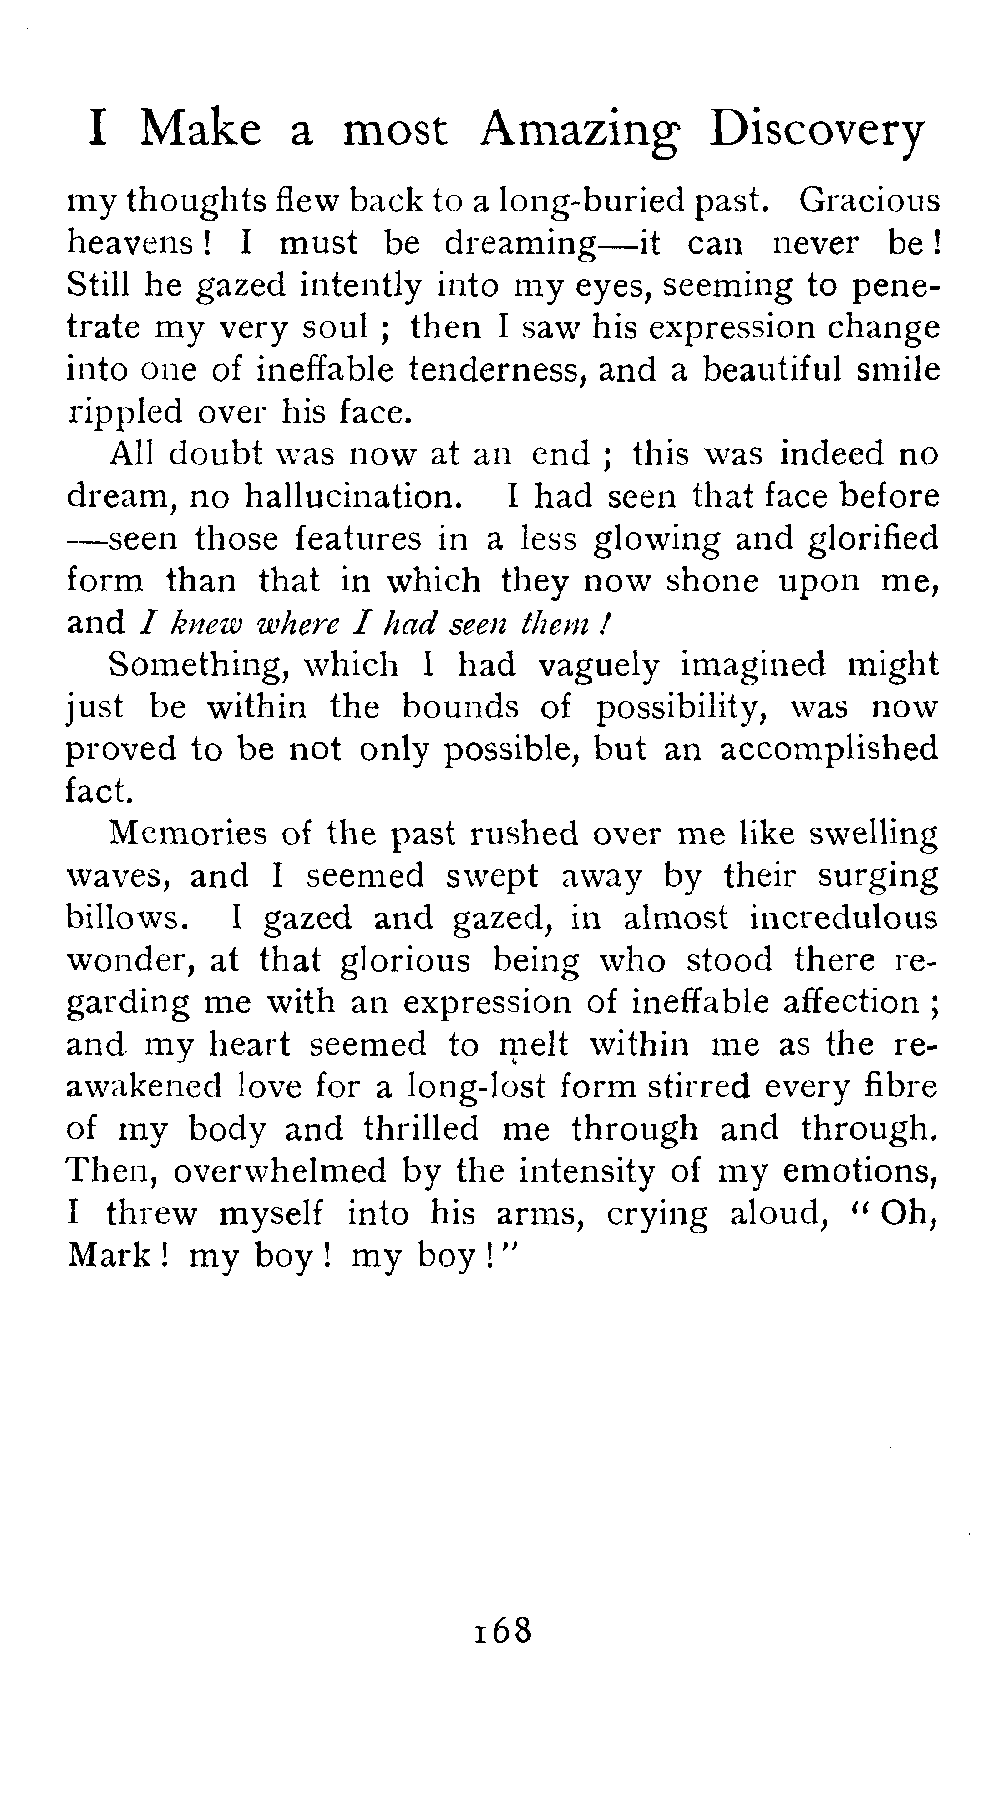 I Make a most Amazing Discovery
my thoughts flew back to a long-buried past. Gracious
heavens! I must be dreaming—it can never be!
Still he gazed intently into my eyes, seeming to pene-
trate my very soul; then I saw his expression change
into one of ineffable tenderness, and a beautiful smile
rippled over his face.
All doubt was now at an end; this was indeed no
dream, no hallucination. I had seen that face before
—seen those features in a less glowing and glorified
form than that in which they now shone upon me,
and I knew where I had seen them!
Something, which I had vaguely imagined might
just be within the bounds of possibility, was now
proved to be not only possible, but an accomplished
fact.
Memories of the past rushed over me like swelling
waves, and I seemed swept away by their surging
billows. I gazed and gazed, in almost incredulous
wonder, at that glorious being who stood there re-
garding me with an expression of ineffable affection;
and my heart seemed to melt within me as the re-
awakened love for a long-lost form stirred every fibre
of my body and thrilled me through and through.
Then, overwhelmed by the intensity of my emotions,
I threw myself into his arms, crying aloud, "Oh,
Mark! my boy! my boy!"
168